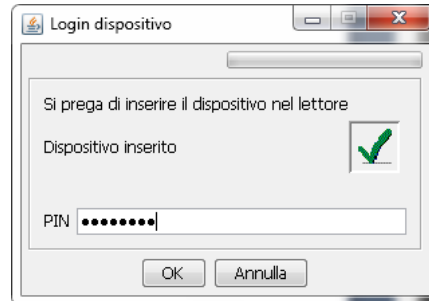 Login dispositivo
Si prega di inserire il dispositivo nel lettore
Dispositivo inserito
PIN ●●●●●●●●
OK Annulla